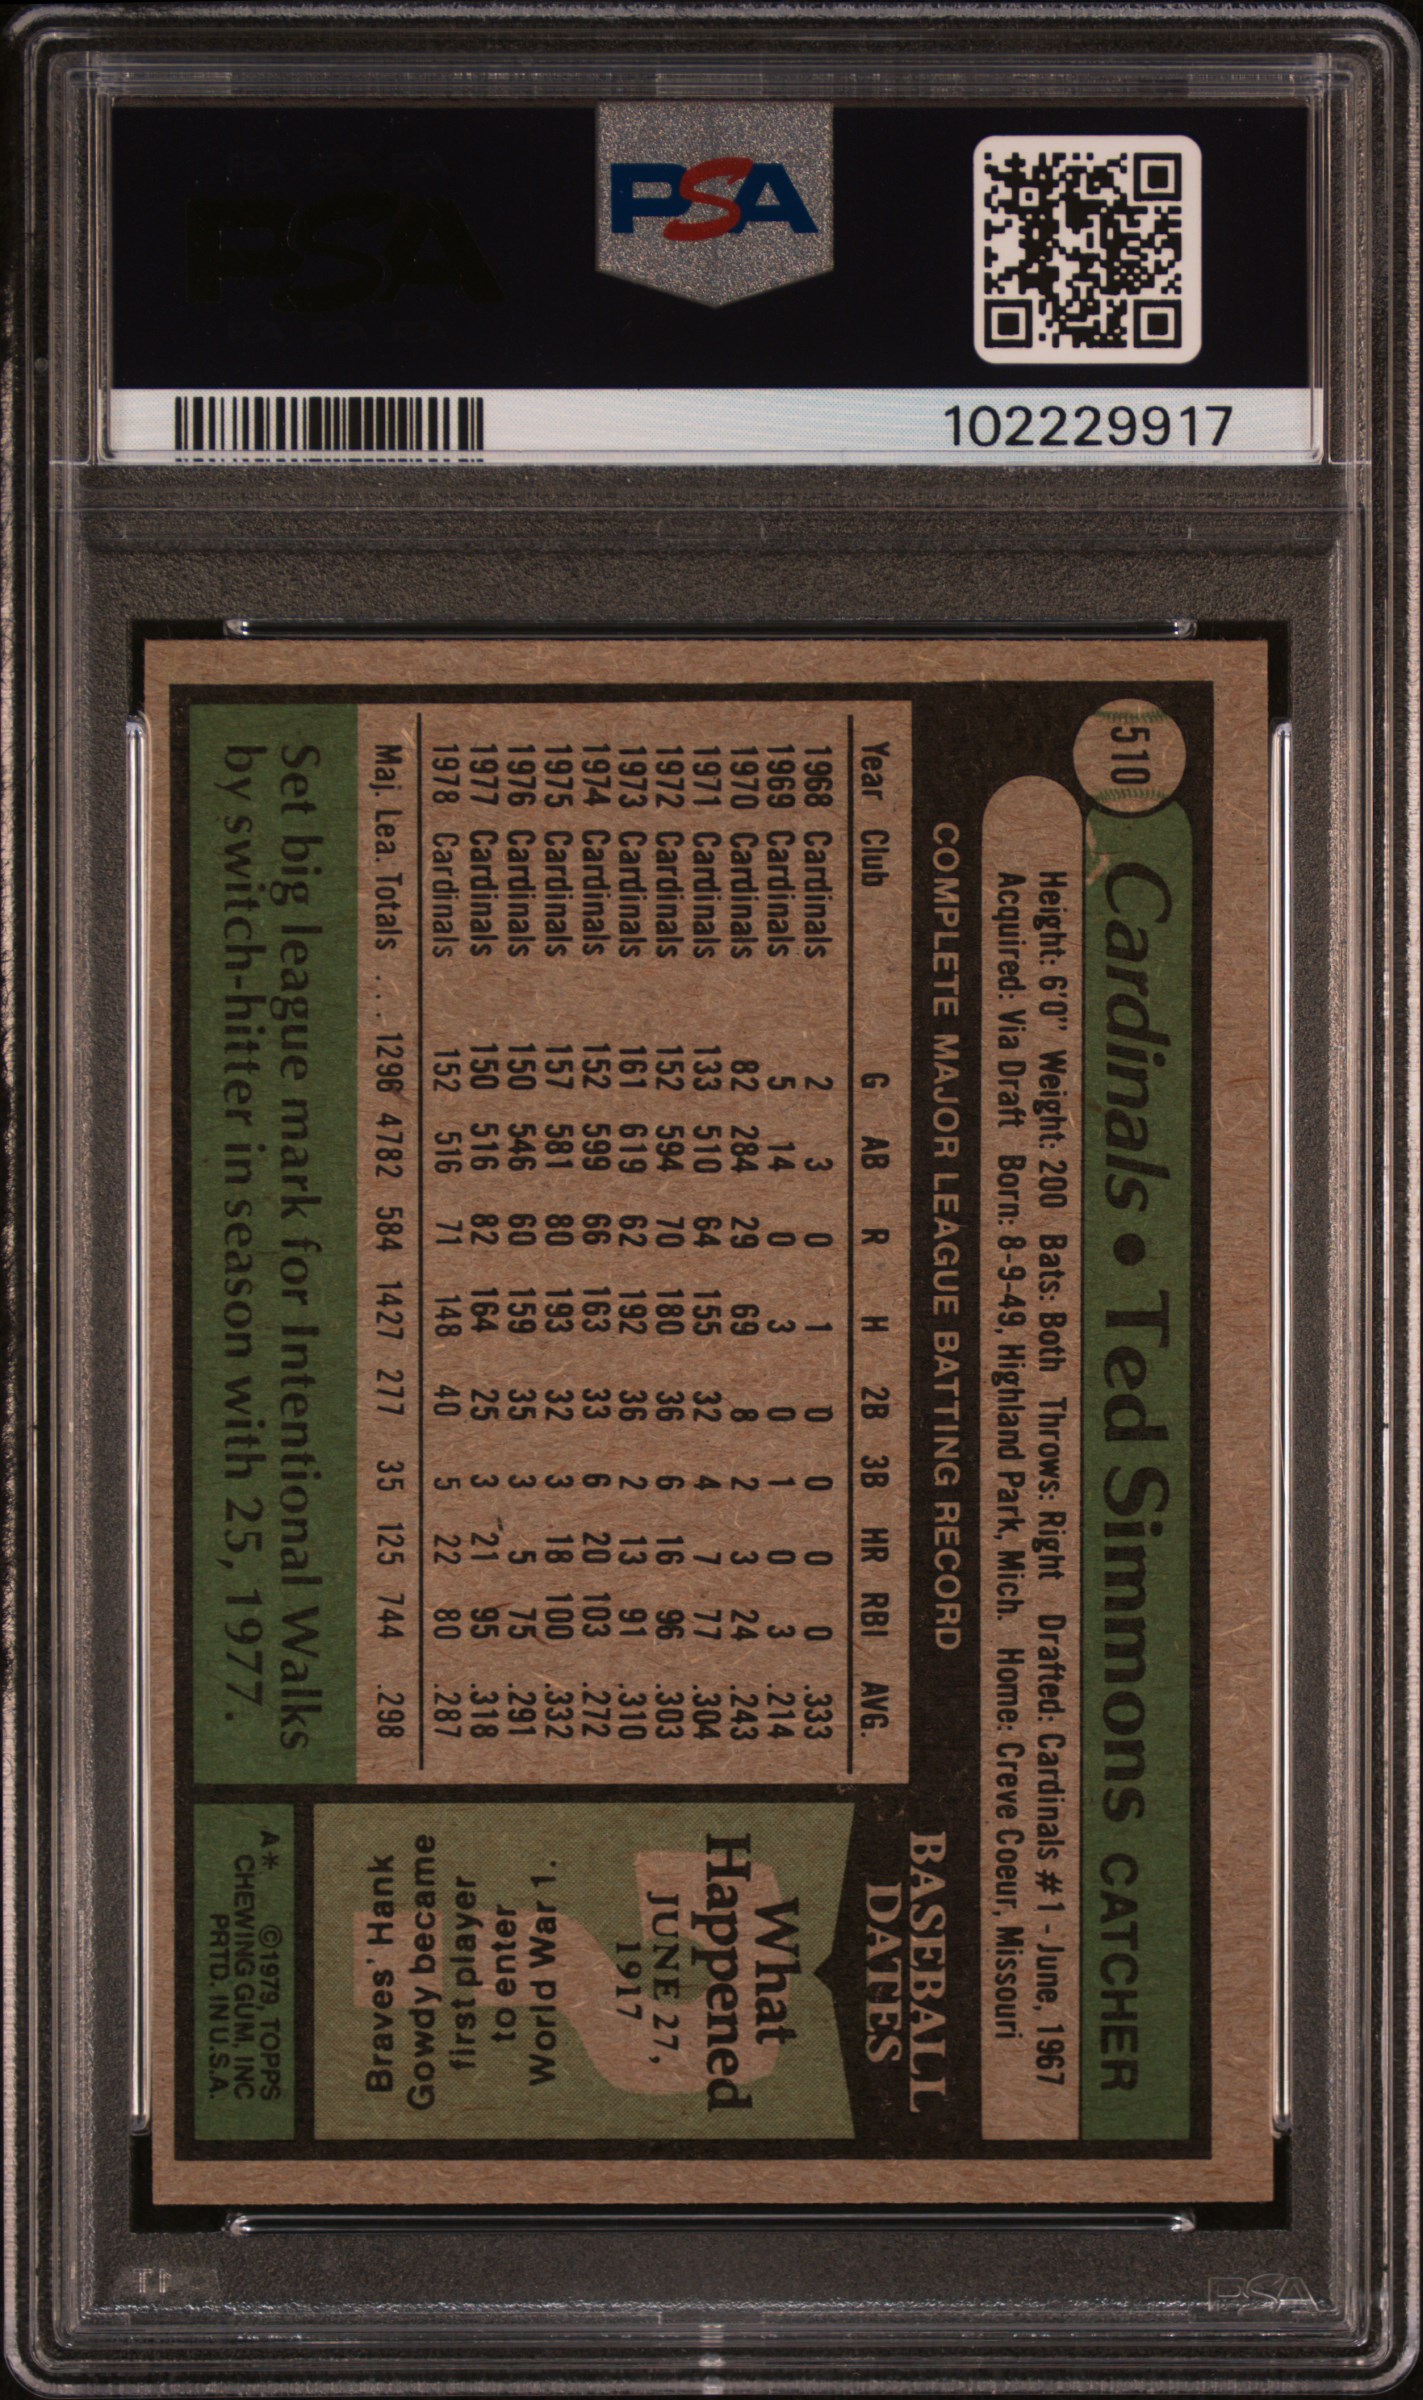 PSA
PSA
102229917
510
Cardinals • Ted Simmons CATCHER
Height: 6'0" Weight: 200 Bats: Both Throws: Right Drafted: Cardinals #1 - June, 1967
Acquired: Via Draft Born: 8-9-49, Highland Park, Mich. Home: Creve Coeur, Missouri
COMPLETE MAJOR LEAGUE BATTING RECORD
Year Club G AB R H 2B 3B HR RBI AVG.
1968 Cardinals 2 3 0 1 0 0 0 0 .333
1969 Cardinals 5 14 0 3 0 1 0 3 .214
1970 Cardinals 82 284 29 69 8 2 3 24 .243
1971 Cardinals 133 510 64 155 32 4 7 77 .304
1972 Cardinals 152 594 70 180 36 6 16 96 .303
1973 Cardinals 161 619 62 192 36 2 13 91 .310
1974 Cardinals 152 599 66 163 33 6 20 103 .272
1975 Cardinals 157 581 80 193 32 3 18 100 .332
1976 Cardinals 150 546 60 159 35 3 5 75 .291
1977 Cardinals 150 516 82 164 25 3 21 95 .318
1978 Cardinals 152 516 71 148 40 5 22 80 .287
Maj. Lea. Totals . . . 1296 4782 584 1427 277 35 125 744 .298
Set big league mark for Intentional Walks
by switch-hitter in season with 25, 1977.
BASEBALL
DATES
What
Happened
JUNE 27,
1917
Braves' Hank
Gowdy became
first player
to enter
World War 1.
A* ©1979, TOPPS
CHEWING GUM, INC
PRTD. IN U.S.A.
PSA